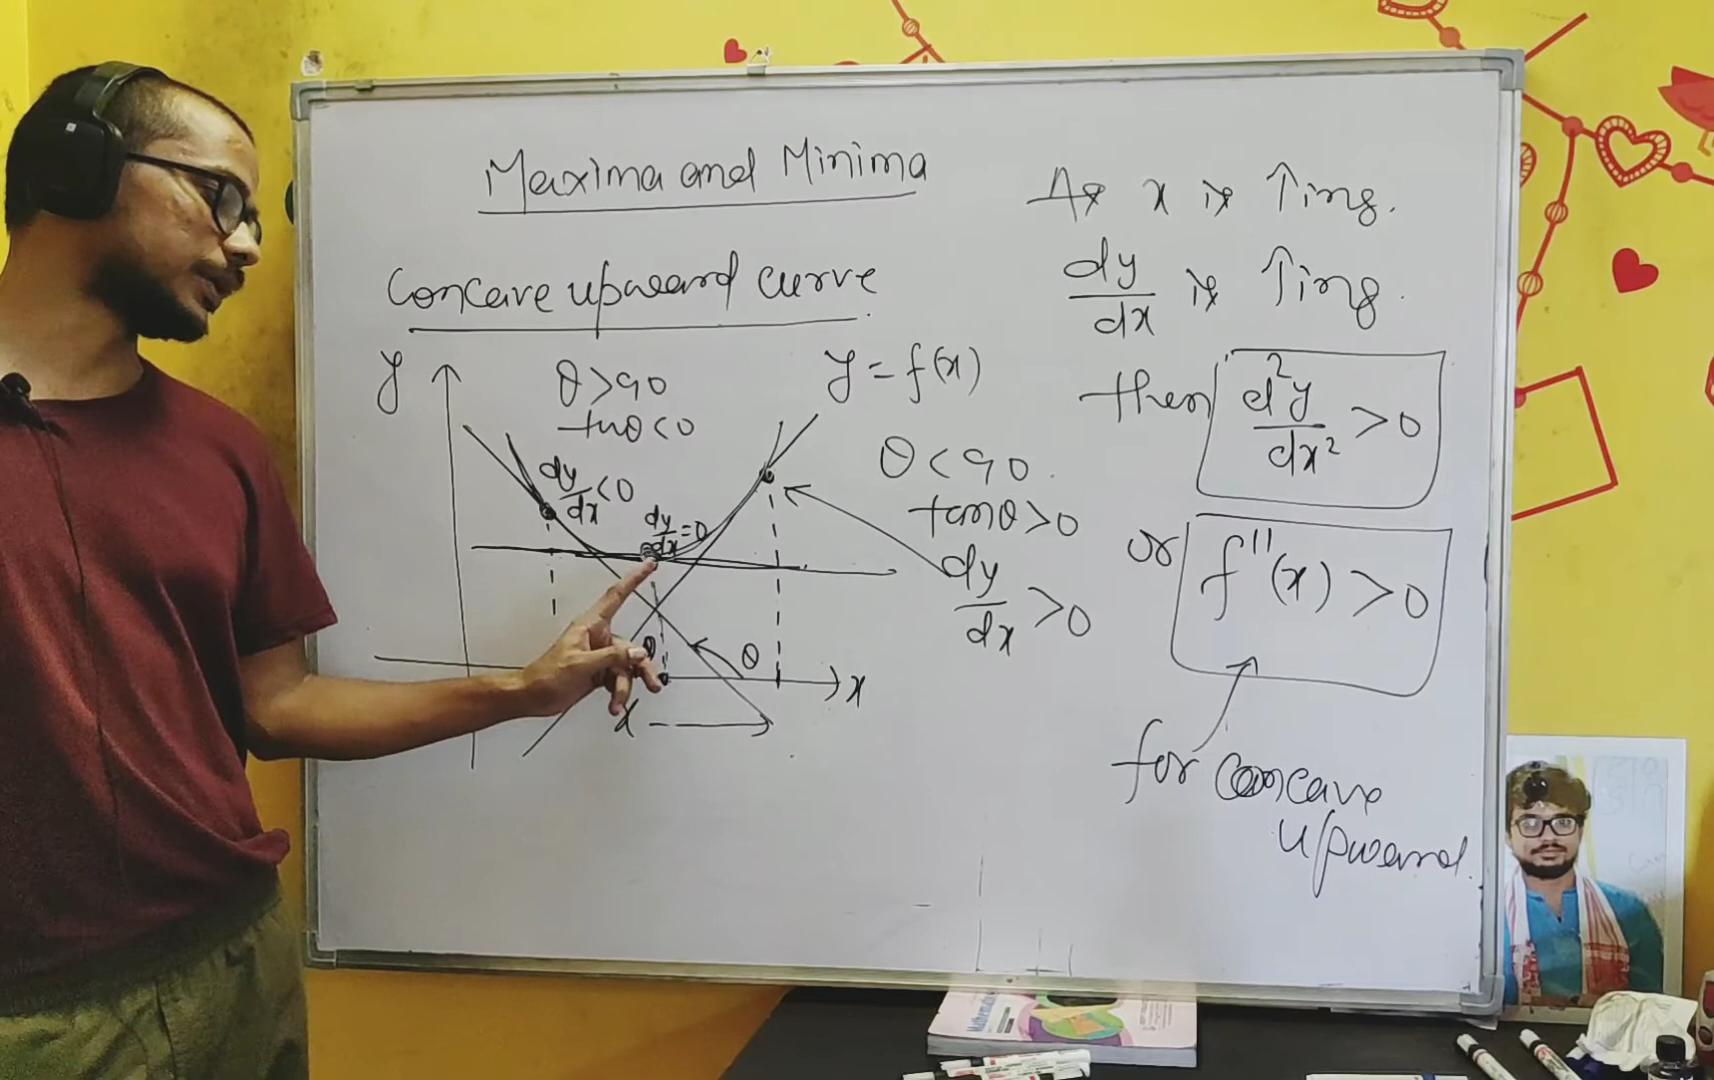 Maxima and Minima
Concave upward curve
y
θ>90
tanθ<0
y = f(x)
dy/dx <0
dy/dx =0
θ<90
tanθ>0
dy/dx >0
θ
θ
x
x
As x is ↑ing.
dy/dx is ↑ing.
then d²y/dx² >0
or f''(x) >0
for concave
upward.
Mathematics